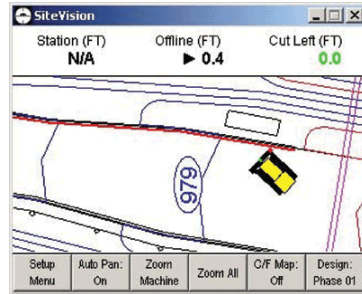 SiteVision
Station (FT) Offline (FT) Cut Left (FT)
N/A ► 0.4 0.0
979
Setup Menu Auto Pan: On Zoom Machine Zoom All C/F Map: Off Design: Phase 01